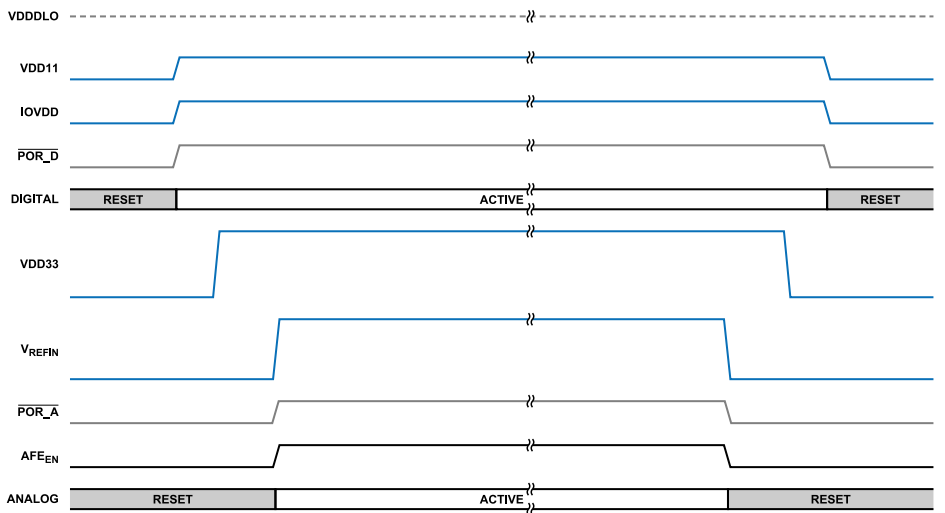 VDDDLO
VDD11
IOVDD
POR_D
DIGITAL RESET ACTIVE RESET
VDD33
VREFIN
POR_A
AFEEN
ANALOG RESET ACTIVE RESET